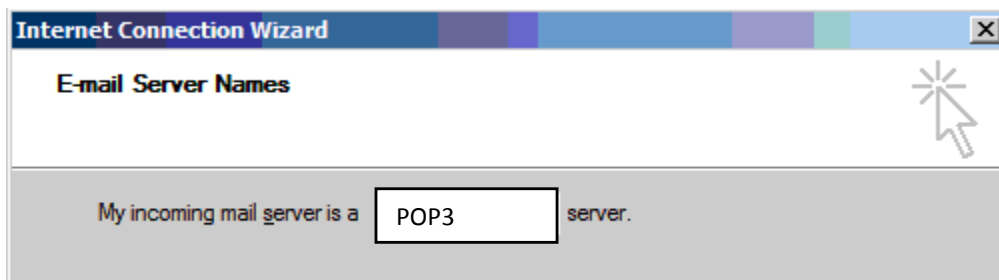 Internet Connection Wizard
E-mail Server Names
My incoming mail server is a POP3 server.